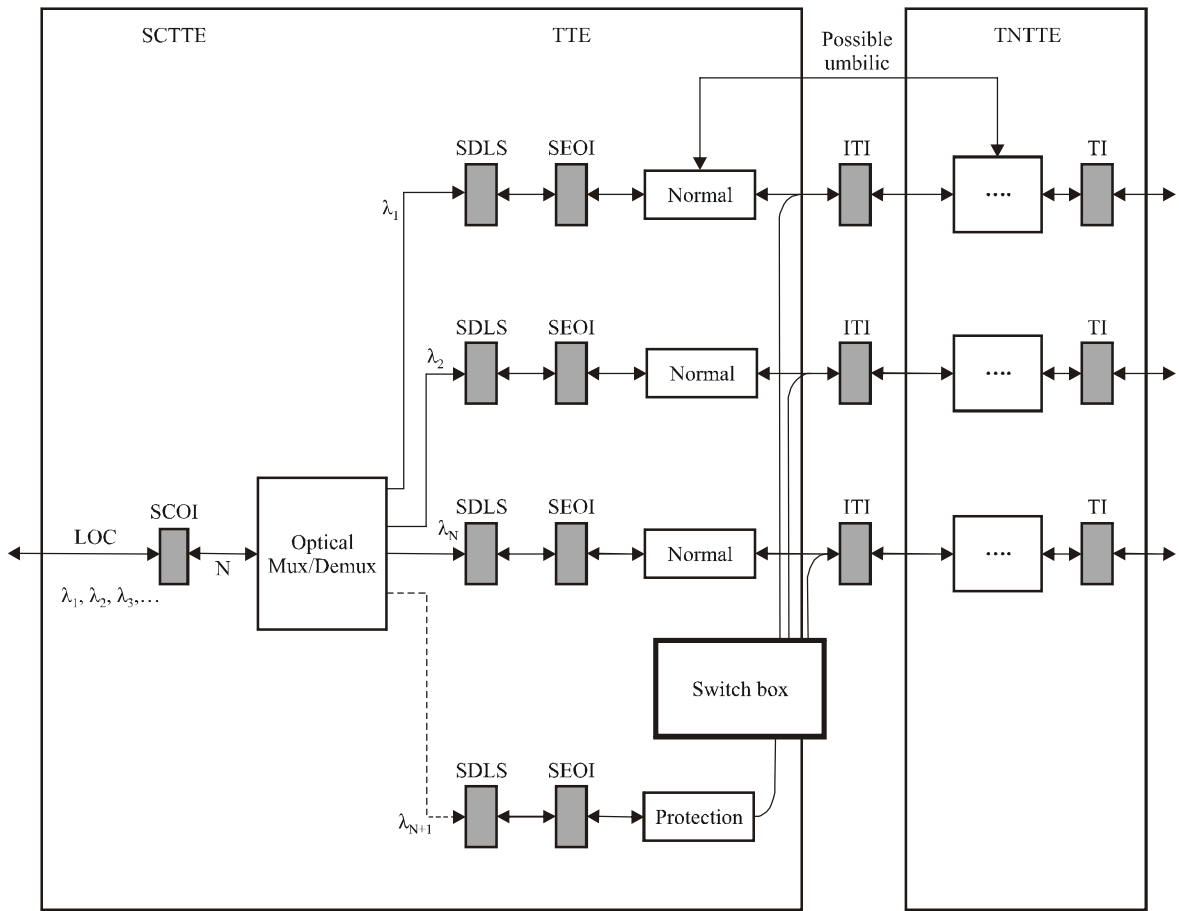 SCTTE
TTE
Possible
umbilic
TNTTE
SDLS
SEOI
ITI
TI
λ1
Normal
....
SDLS
SEOI
ITI
TI
λ2
Normal
....
SDLS
SEOI
ITI
TI
SCOI
λN
LOC
Optical
Mux/Demux
N
Normal
....
λ1, λ2, λ3,...
Switch box
SDLS
SEOI
λN+1
Protection